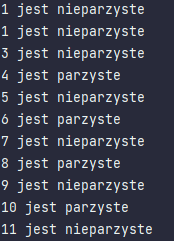 1 jest nieparzyste
1 jest nieparzyste
3 jest nieparzyste
4 jest parzyste
5 jest nieparzyste
6 jest parzyste
7 jest nieparzyste
8 jest parzyste
9 jest nieparzyste
10 jest parzyste
11 jest nieparzyste